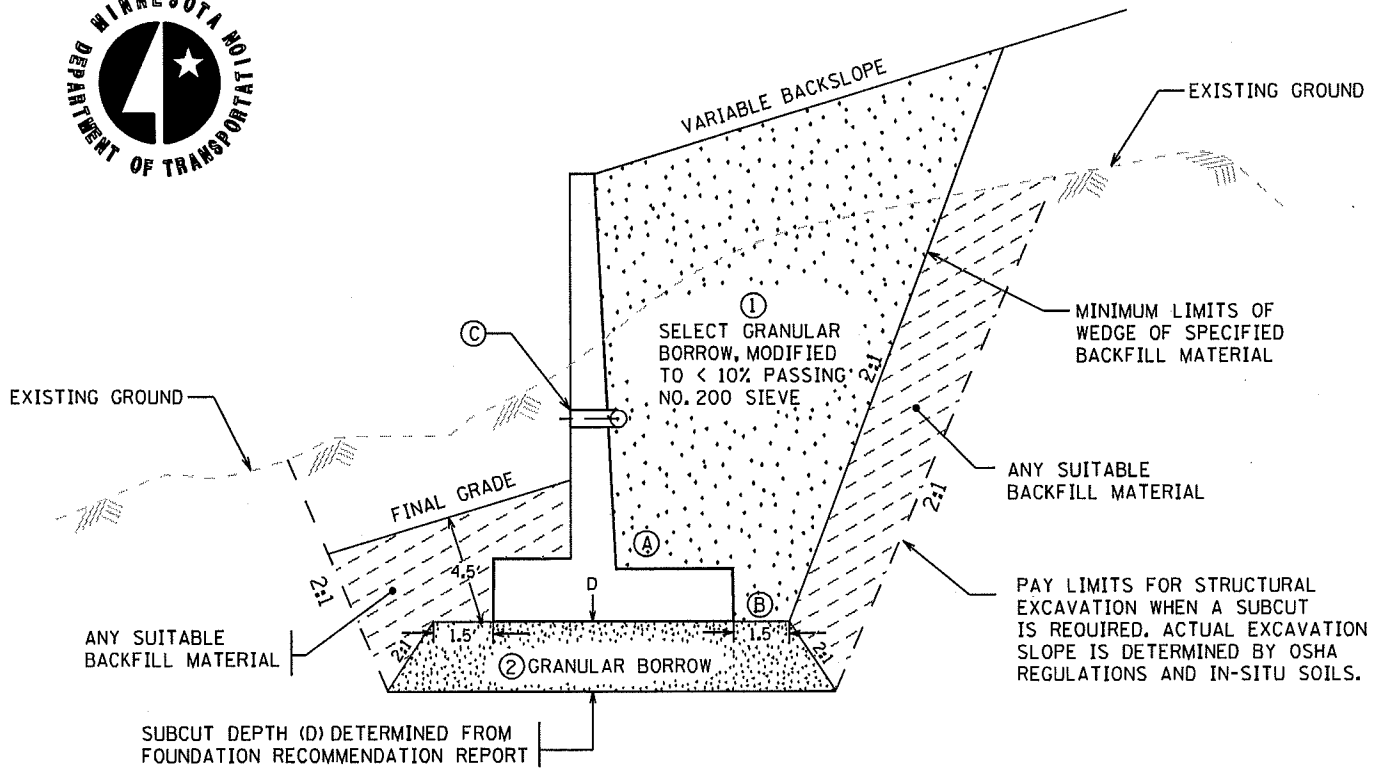 MINNESOTA
DEPARTMENT OF TRANSPORTATION
VARIABLE BACKSLOPE
EXISTING GROUND
①
SELECT GRANULAR
BORROW, MODIFIED
TO < 10% PASSING
NO. 200 SIEVE
2:1
MINIMUM LIMITS OF
WEDGE OF SPECIFIED
BACKFILL MATERIAL
Ⓒ
EXISTING GROUND
ANY SUITABLE
BACKFILL MATERIAL
2:1
FINAL GRADE
4.5'
2:1
Ⓐ
D
Ⓑ
PAY LIMITS FOR STRUCTURAL
EXCAVATION WHEN A SUBCUT
IS REQUIRED. ACTUAL EXCAVATION
SLOPE IS DETERMINED BY OSHA
REGULATIONS AND IN-SITU SOILS.
ANY SUITABLE
BACKFILL MATERIAL
2:1
1.5'
1.5'
2:1
② GRANULAR BORROW
SUBCUT DEPTH (D) DETERMINED FROM
FOUNDATION RECOMMENDATION REPORT